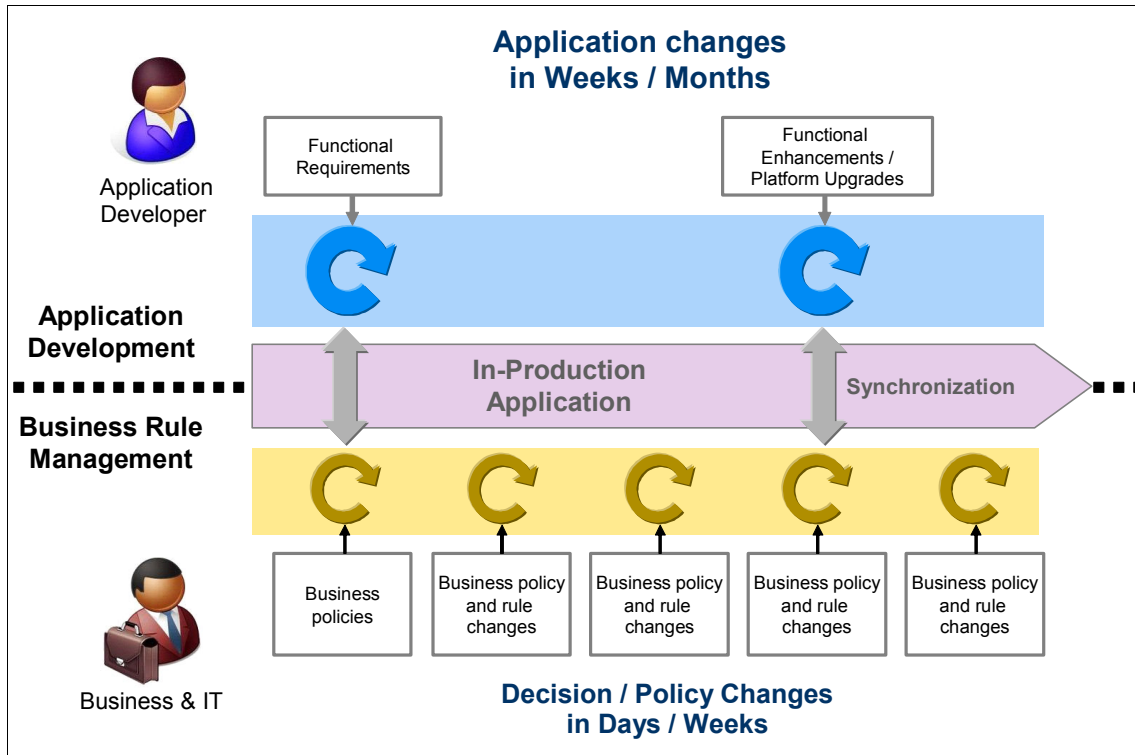 Application changes
in Weeks / Months
Application
Developer
Functional
Requirements
Functional
Enhancements /
Platform Upgrades
Application
Development
In-Production
Application
Synchronization
Business Rule
Management
Business
policies
Business policy
and rule
changes
Business policy
and rule
changes
Business policy
and rule
changes
Business policy
and rule
changes
Business & IT
Decision / Policy Changes
in Days / Weeks